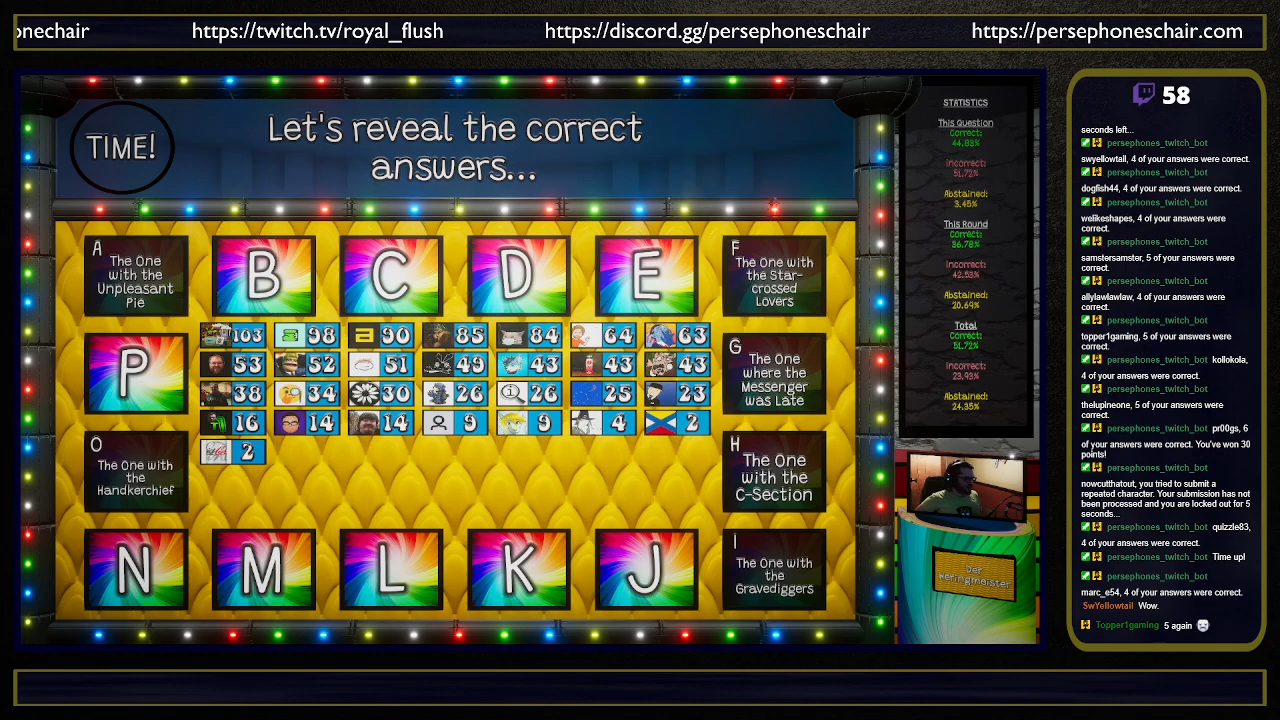 onechair
https://twitch.tv/royal_flush
https://discord.gg/persephoneschair
https://persephoneschair.com
TIME!
Let's reveal the correct
answers...
A
The One
with the
Unpleasant
Pie
B
C
D
E
F
The One
with the
Star-
crossed
Lovers
P
103 98 90 85 84 64 63
53 52 51 49 43 43 43
38 34 30 26 26 25 23
16 14 14 9 9 4 2
2
G
The One
where the
Messenger
was Late
O
The One with
the
Handkerchief
H
The One
with the
C-Section
N
M
L
K
J
I
The One with
the
Gravediggers
STATISTICS
This Question
Correct:
44.83%
Incorrect:
51.72%
Abstained:
3.45%
This Round
Correct:
36.78%
Incorrect:
42.53%
Abstained:
20.69%
Total
Correct:
51.72%
Incorrect:
23.93%
Abstained:
24.35%
Der
Heringmeister
58
seconds left...
persephones_twitch_bot
swyellowtail, 4 of your answers were correct.
persephones_twitch_bot
dogfish44, 4 of your answers were correct.
persephones_twitch_bot
welikeshapes, 4 of your answers were
correct.
persephones_twitch_bot
samstersamster, 5 of your answers were
correct.
persephones_twitch_bot
allylawlawlaw, 4 of your answers were
correct.
persephones_twitch_bot
topper1gaming, 5 of your answers were
correct.
persephones_twitch_bot kollokola,
4 of your answers were correct.
persephones_twitch_bot
thelupineone, 5 of your answers were
correct.
persephones_twitch_bot pr00gs, 6
of your answers were correct. You've won 30
points!
persephones_twitch_bot
nowcutthatout, you tried to submit a
repeated character. Your submission has not
been processed and you are locked out for 5
seconds...
persephones_twitch_bot quizzle83,
4 of your answers were correct.
persephones_twitch_bot Time up!
persephones_twitch_bot
marc_e54, 4 of your answers were correct.
SwYellowtail Wow.
Topper1gaming 5 again